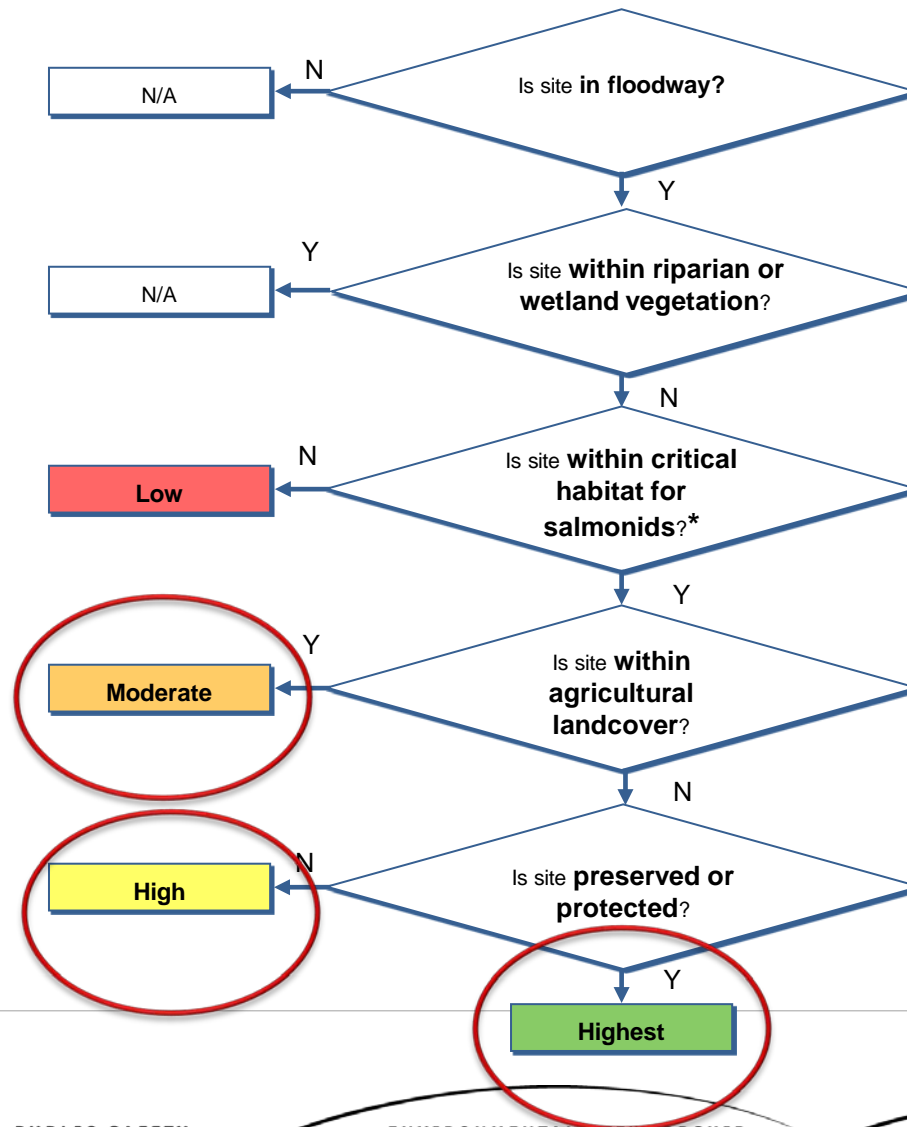 Is site in floodway?
N
N/A
Y
Is site within riparian or
wetland vegetation?
Y
N/A
N
Is site within critical
habitat for
salmonids?*
N
Low
Y
Is site within
agricultural
landcover?
Y
Moderate
N
Is site preserved or
protected?
N
High
Y
Highest